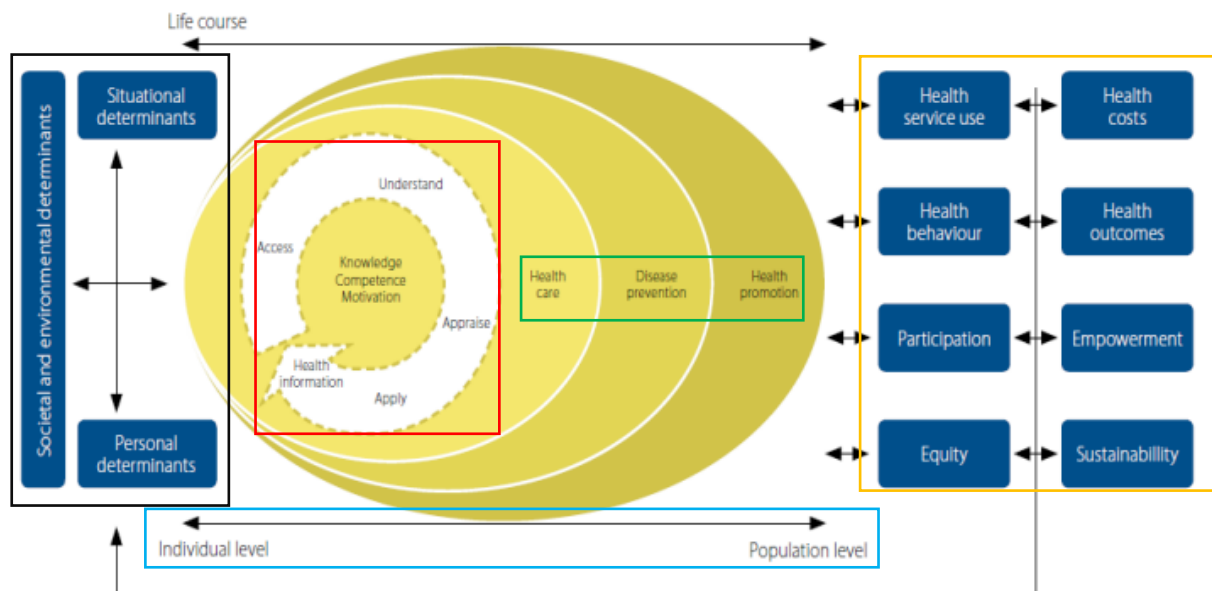 Life course
Societal and environmental determinants
Situational
determinants
Personal
determinants
Understand
Access
Knowledge
Competence
Motivation
Appraise
Health
information
Apply
Health
care
Disease
prevention
Health
promotion
Health
service use
Health
costs
Health
behaviour
Health
outcomes
Participation
Empowerment
Equity
Sustainabillity
Individual level
Population level